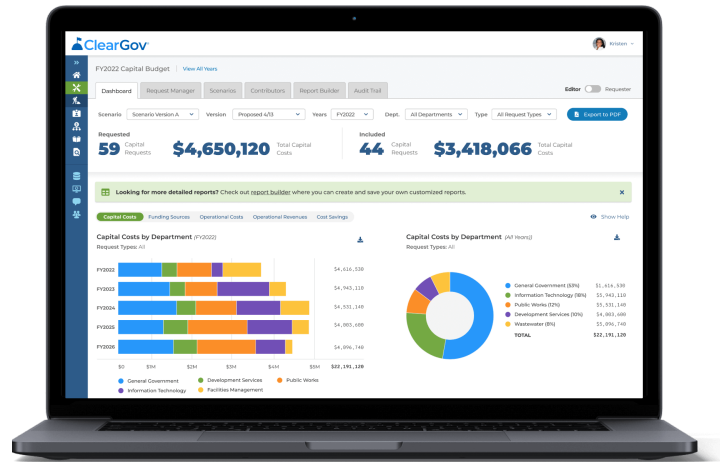 ClearGov
Kristen
FY2022 Capital Budget | View All Years
Dashboard Request Manager Scenarios Contributors Report Builder Audit Trail Editor Requester
Scenario Scenario Version A Version Proposed 4/13 Years FY2022 Dept. All Departments Type All Request Types Export to PDF
Requested Included
59 Capital Requests $4,650,120 Total Capital Costs 44 Capital Requests $3,418,066 Total Capital Costs
Looking for more detailed reports? Check out report builder where you can create and save your own customized reports. x
Capital Costs Funding Sources Operational Costs Operational Revenues Cost Savings Show Help
Capital Costs by Department (FY2022)
Request Types: All
FY2022 $4,616,530
FY2023 $4,943,110
FY2024 $4,531,140
FY2025 $4,003,600
FY2026 $4,096,740
$0 $1M $2M $3M $4M $5M $22,191,120
General Government Development Services Public Works
Information Technology Facilities Management
Capital Costs by Department (All Years))
Request Types: All
General Government (53%) $1,616,530
Information Technology (18%) $5,943,110
Public Works (12%) $5,531,140
Development Services (10%) $4,003,600
Wastewater (8%) $5,096,740
TOTAL $22,191,120